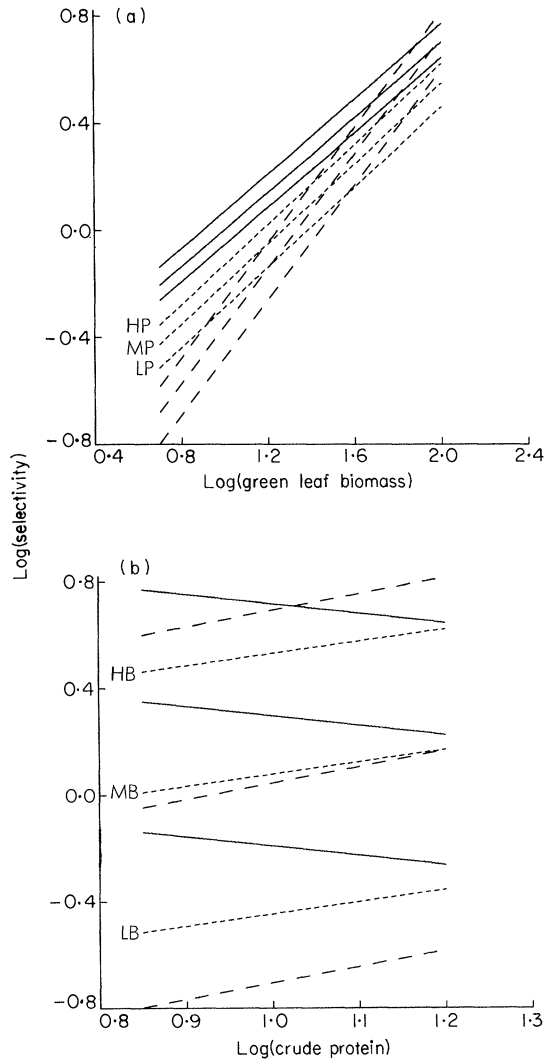 (a)
0·8
0·4
0·0
−0·4
−0·8
HP
MP
LP
0·4 0·8 1·2 1·6 2·0 2·4
Log(green leaf biomass)
Log(selectivity)
(b)
0·8
0·4
0·0
−0·4
−0·8
HB
MB
LB
0·8 0·9 1·0 1·1 1·2 1·3
Log(crude protein)